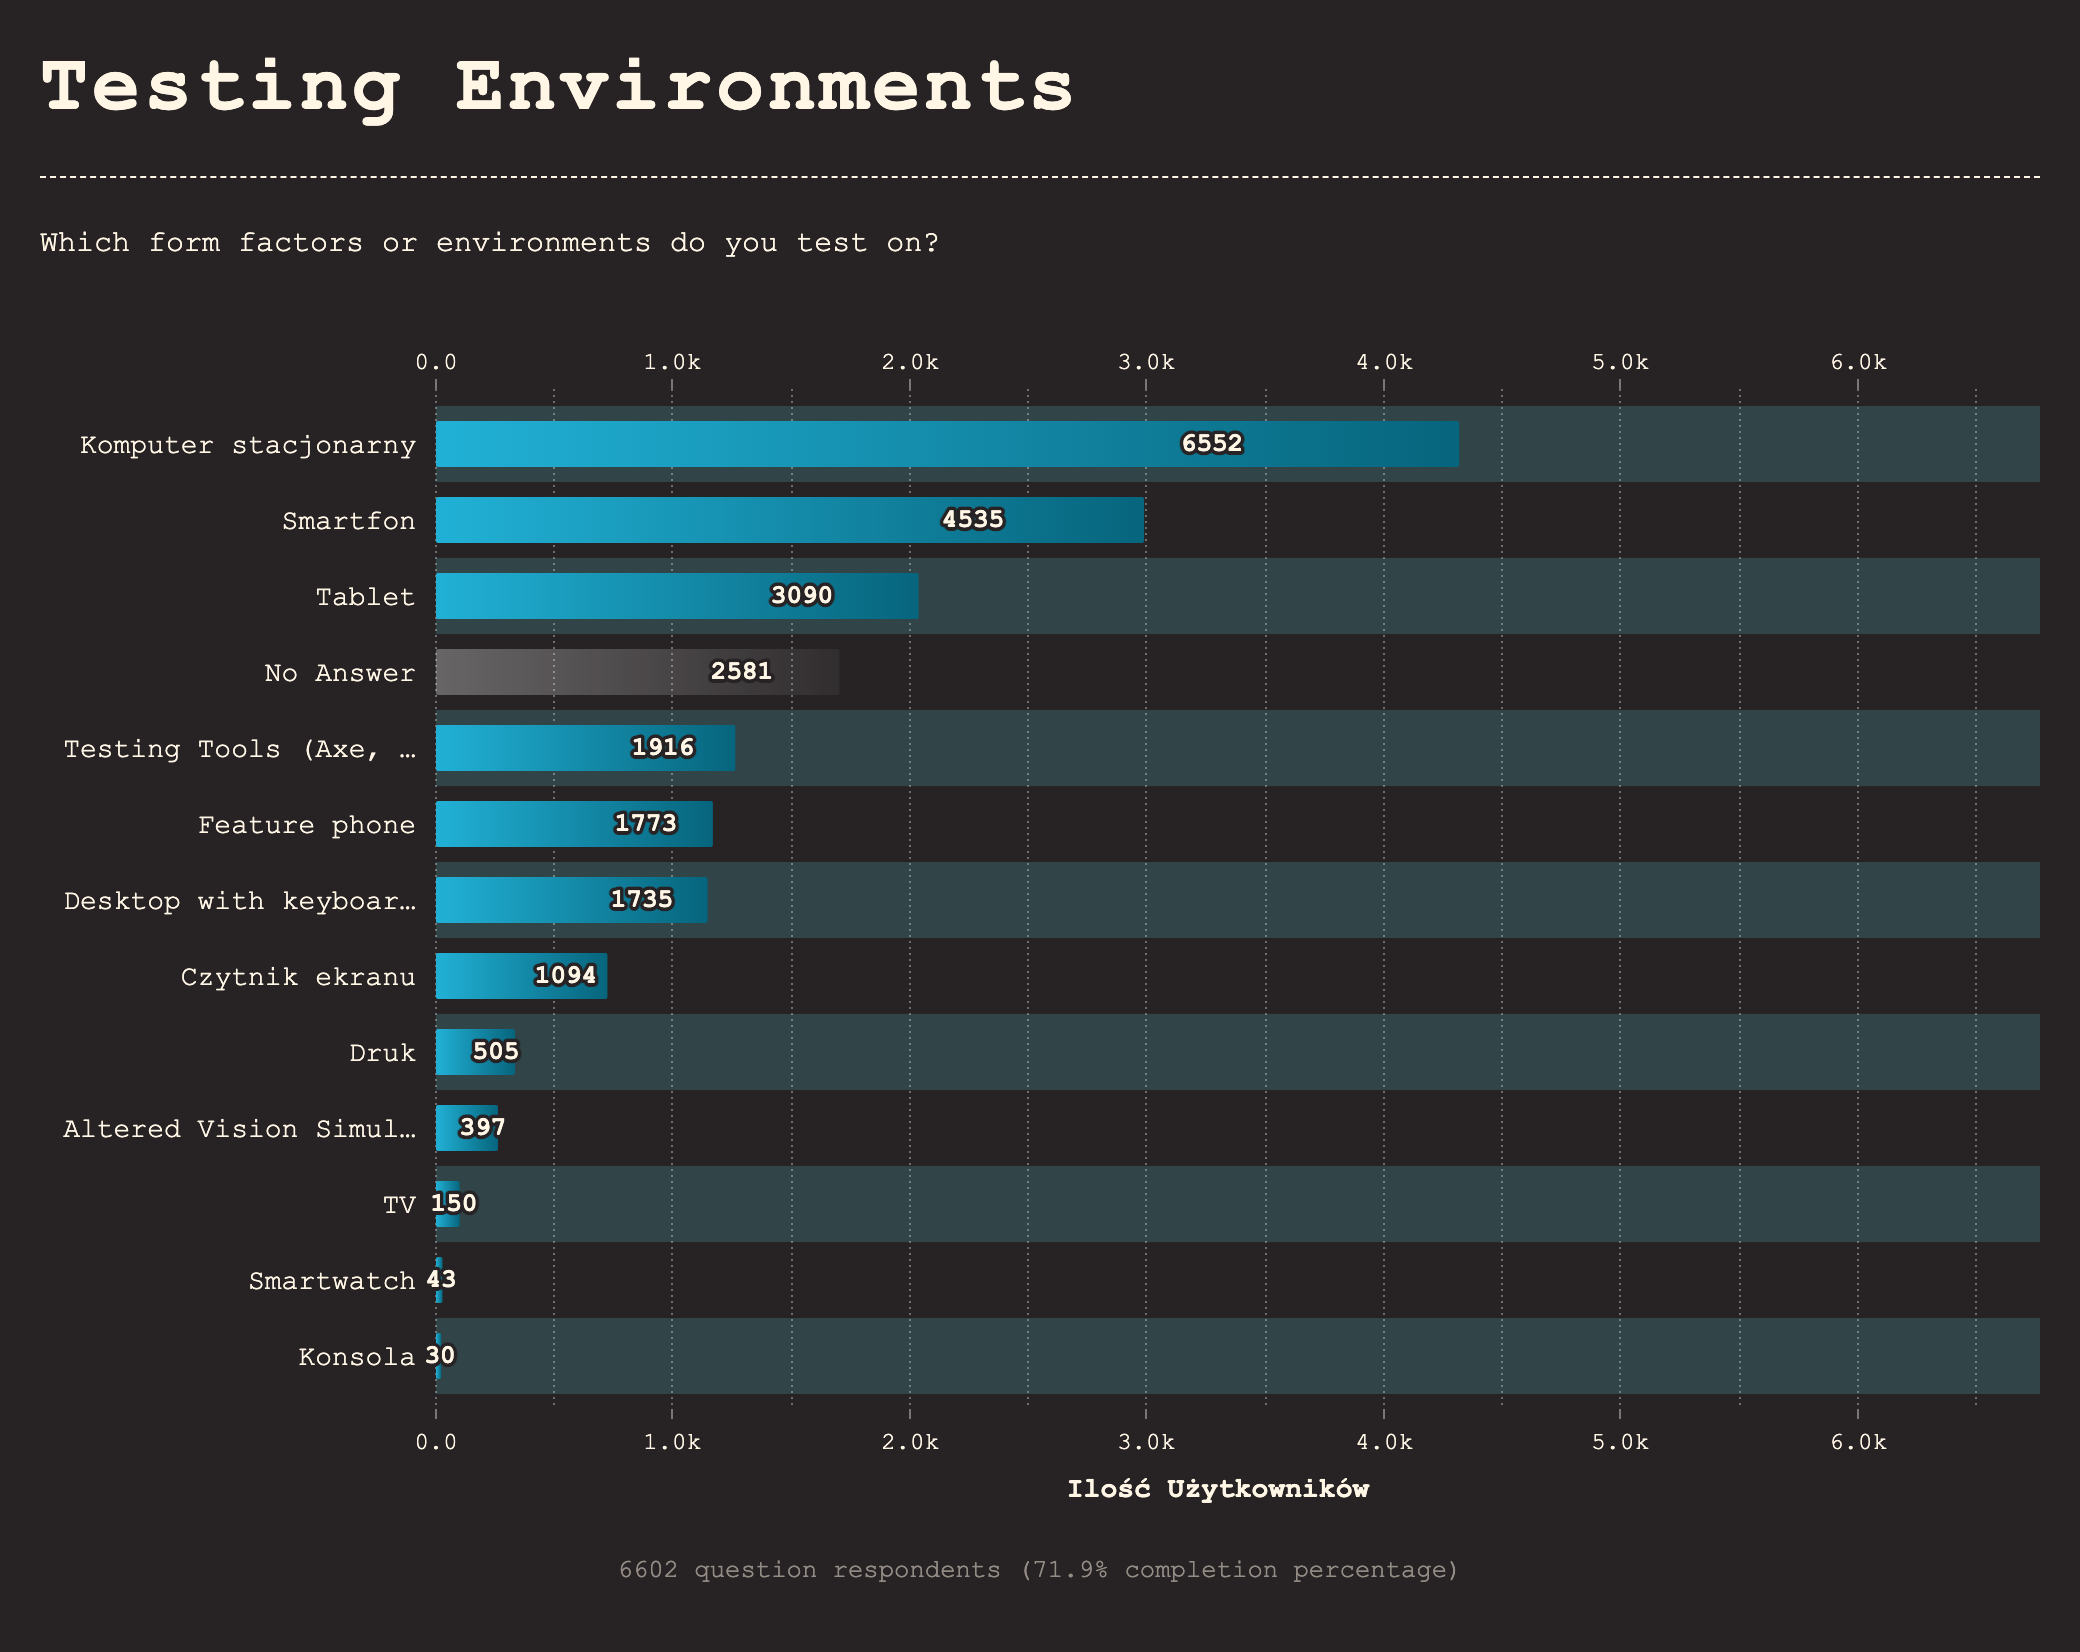 Testing Environments
Which form factors or environments do you test on?
0.0 1.0k 2.0k 3.0k 4.0k 5.0k 6.0k
Komputer stacjonarny 6552
Smartfon 4535
Tablet 3090
No Answer 2581
Testing Tools (Axe, … 1916
Feature phone 1773
Desktop with keyboar… 1735
Czytnik ekranu 1094
Druk 505
Altered Vision Simul… 397
TV 150
Smartwatch 43
Konsola 30
0.0 1.0k 2.0k 3.0k 4.0k 5.0k 6.0k
Ilość Użytkowników
6602 question respondents (71.9% completion percentage)